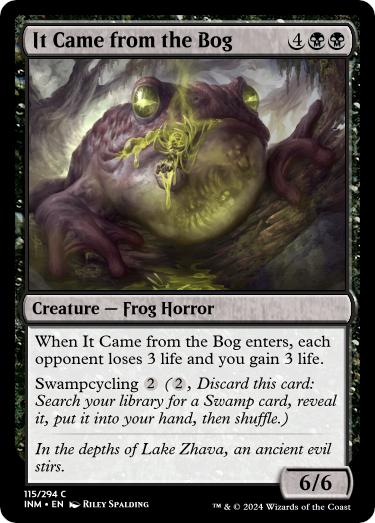 It Came from the Bog 4
Creature — Frog Horror
When It Came from the Bog enters, each
opponent loses 3 life and you gain 3 life.
Swampcycling 2 (2, Discard this card:
Search your library for a Swamp card, reveal
it, put it into your hand, then shuffle.)
In the depths of Lake Zhava, an ancient evil
stirs.
6/6
115/294 C
INM • EN Riley Spalding
™ & © 2024 Wizards of the Coast